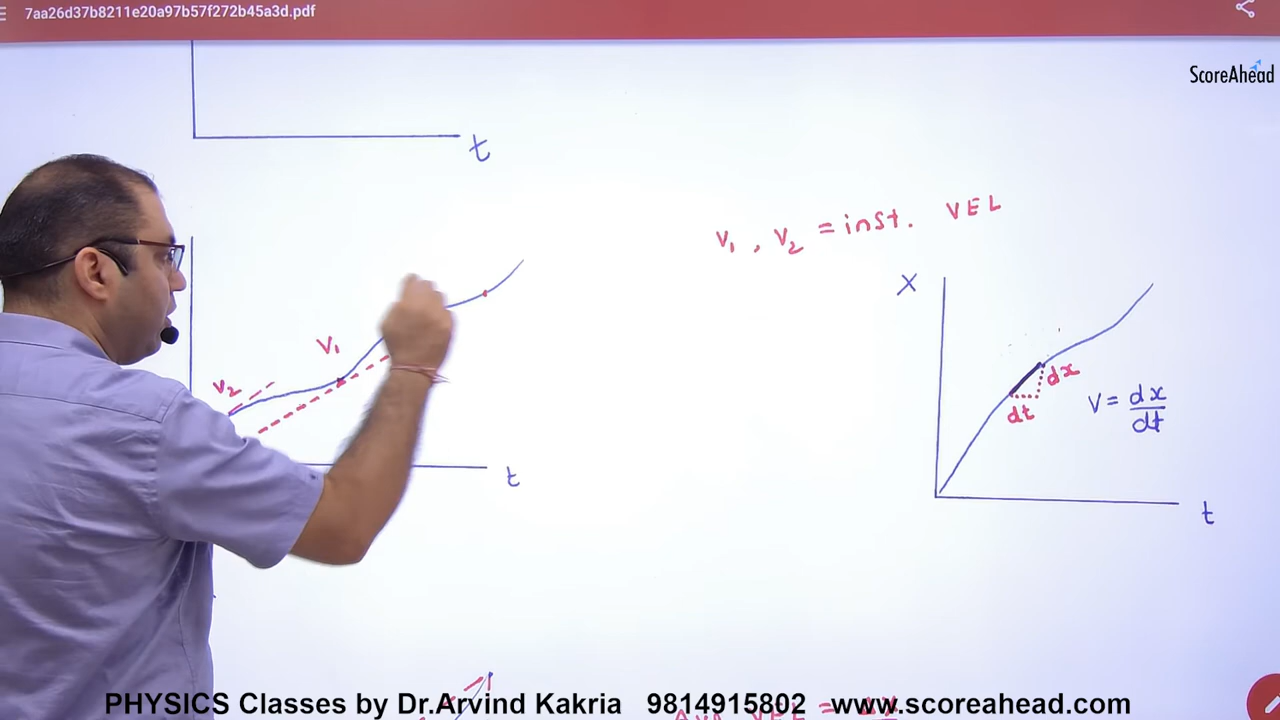 7aa26d37b8211e20a97b57f272b45a3d.pdf
ScoreAhead
t
V₁, V₂ = inst. VEL
X
V₁
V₂
dx
dt
V = dx/dt
t
t
PHYSICS Classes by Dr.Arvind Kakria 9814915802 www.scoreahead.com